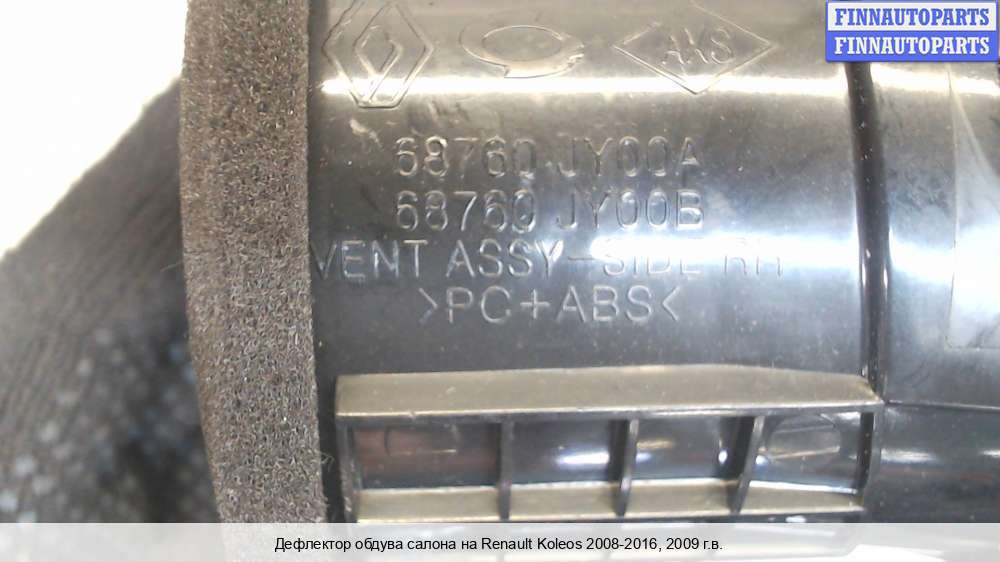 FINNAUTOPARTS
FINNAUTOPARTS
AKS
68760 JY00A
68760 JY00B
VENT ASSY-SIDE RH
>PC+ABS<
Дефлектор обдува салона на Renault Koleos 2008-2016, 2009 г.в.